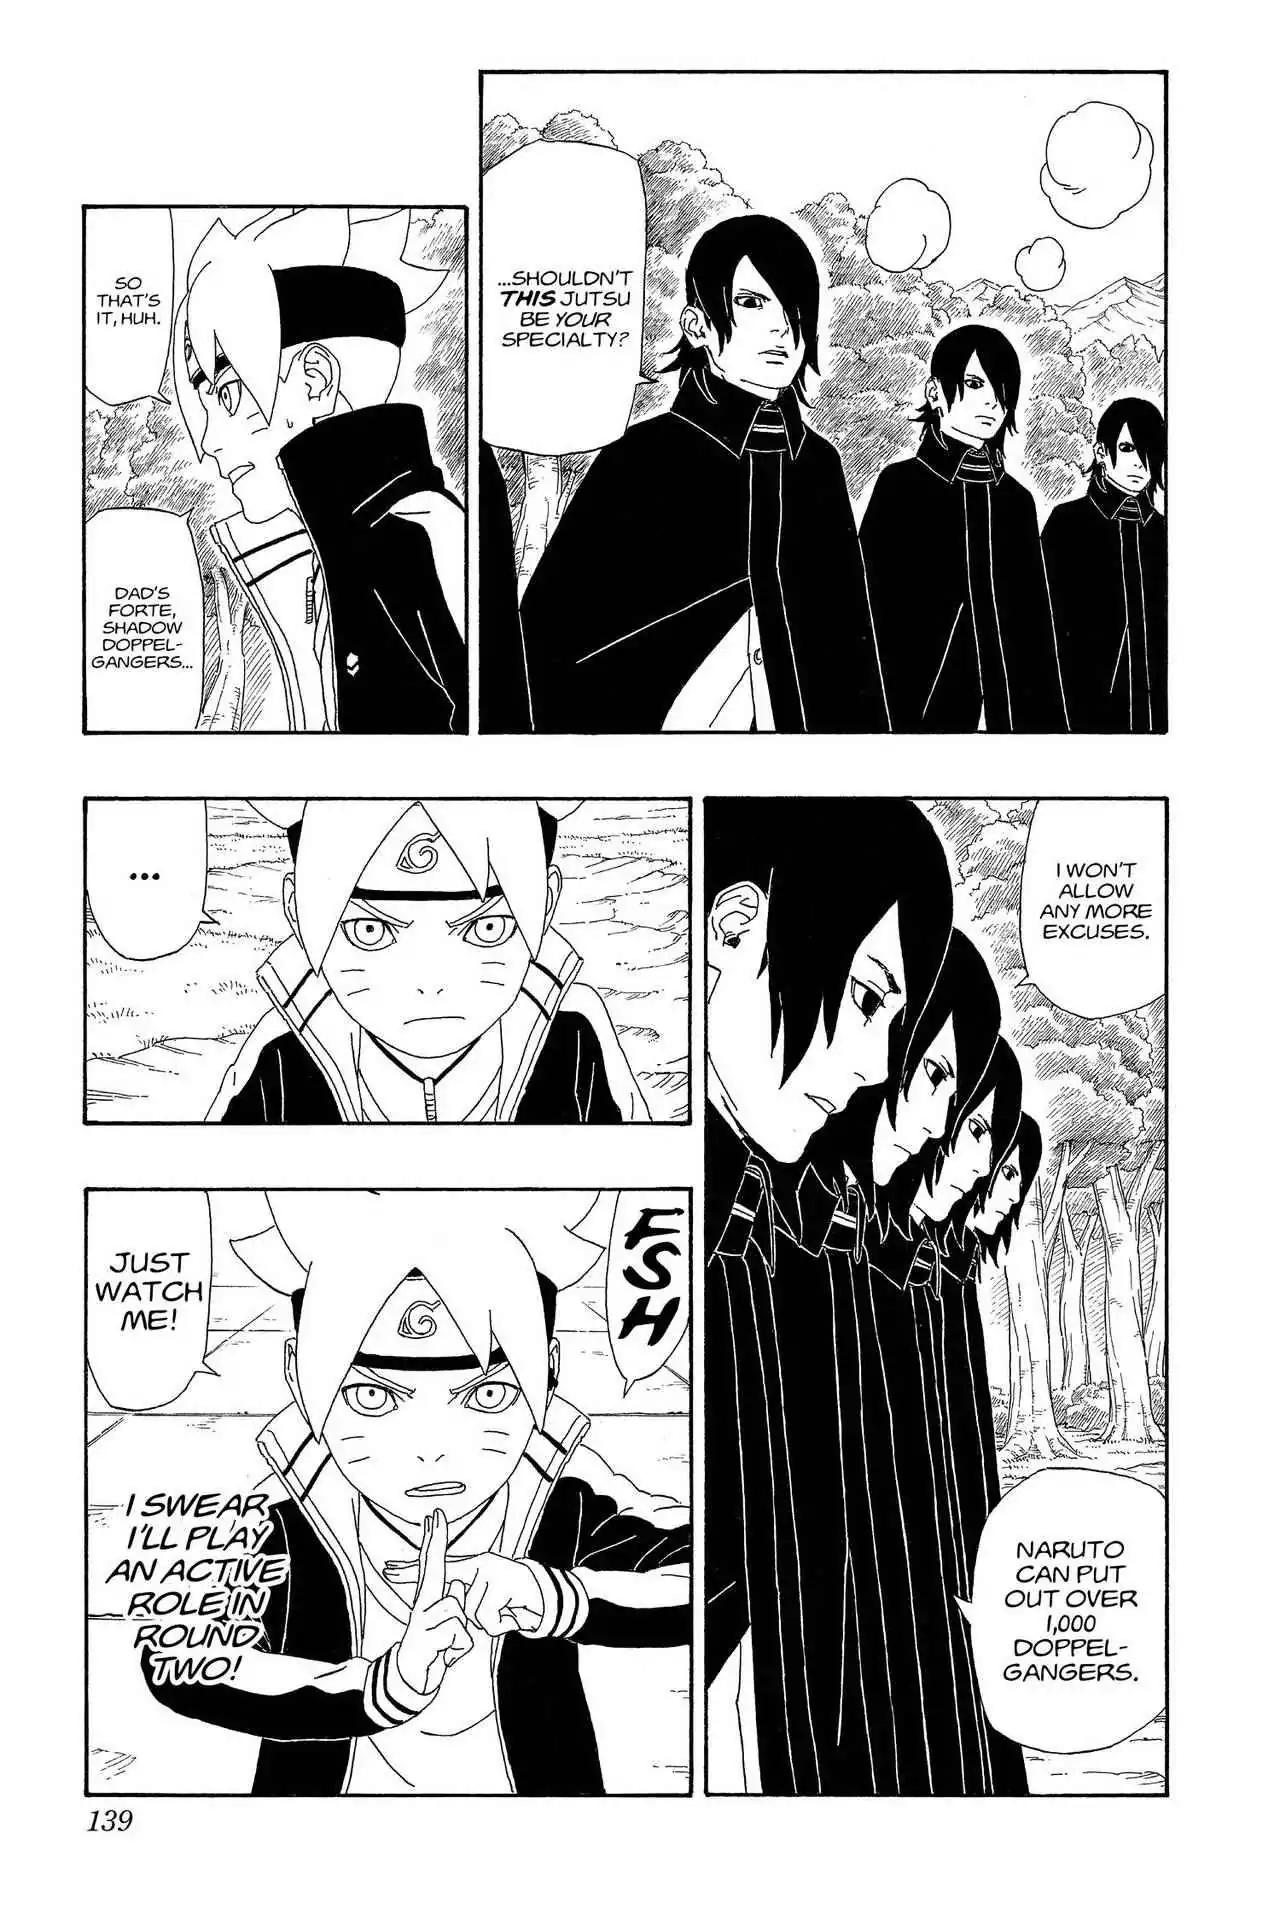 ...SHOULDN'T
THIS JUTSU
BE YOUR
SPECIALTY?
SO
THAT'S
IT, HUH.
DAD'S
FORTE,
SHADOW
DOPPEL-
GANGERS...
I WON'T
ALLOW
ANY MORE
EXCUSES.
NARUTO
CAN PUT
OUT OVER
1,000
DOPPEL-
GANGERS.
...
FSH
JUST
WATCH
ME!
I SWEAR
I'LL PLAY
AN ACTIVE
ROLE IN
ROUND
TWO!
139